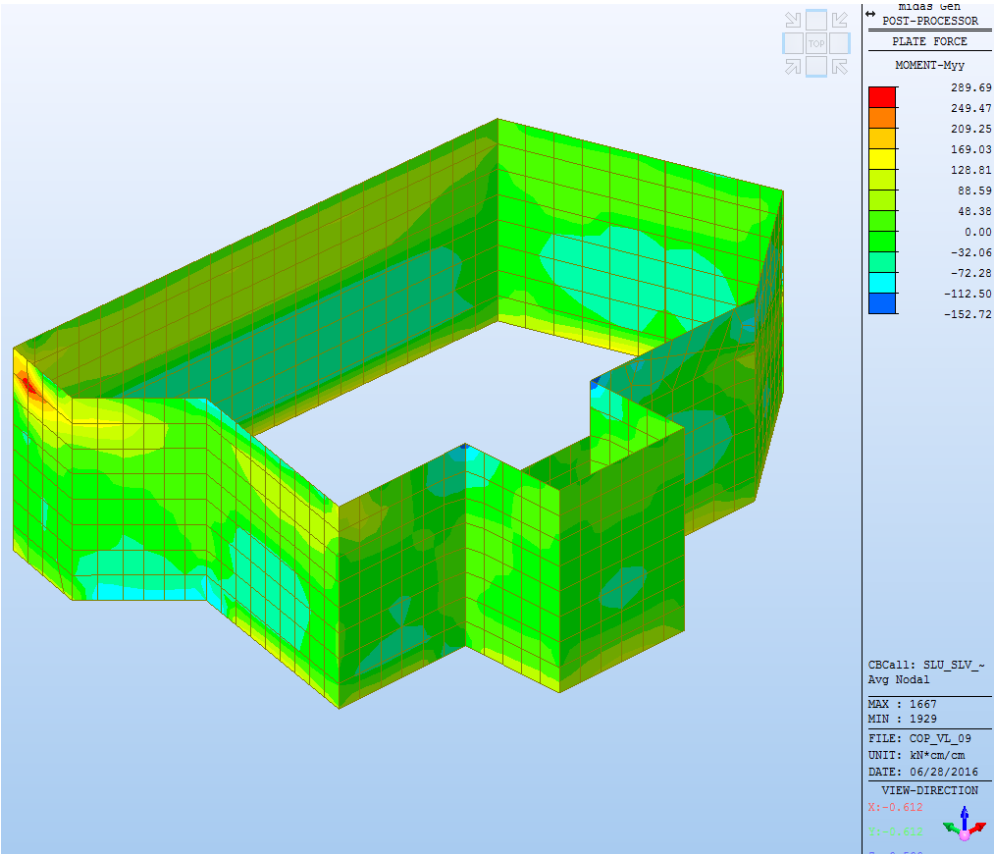 TOP
midas Gen
POST-PROCESSOR
PLATE FORCE
MOMENT-Myy
289.69
249.47
209.25
169.03
128.81
88.59
48.38
0.00
-32.06
-72.28
-112.50
-152.72
CBCall: SLU_SLV_~
Avg Nodal
MAX : 1667
MIN : 1929
FILE: COP_VL_09
UNIT: kN*cm/cm
DATE: 06/28/2016
VIEW-DIRECTION
X:-0.612